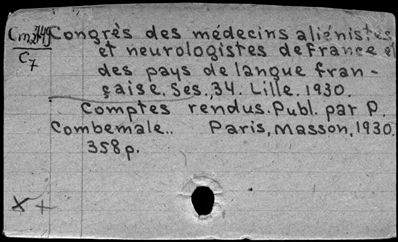 Congrès des médecins aliénistes
et neurologistes de France et
C7
des pays de langue fran-
çaise. Ses., 34. Lille. 1930.
Comptes rendus. Publ. par P.
Combemale.. Paris, Masson, 1930.
358 p.